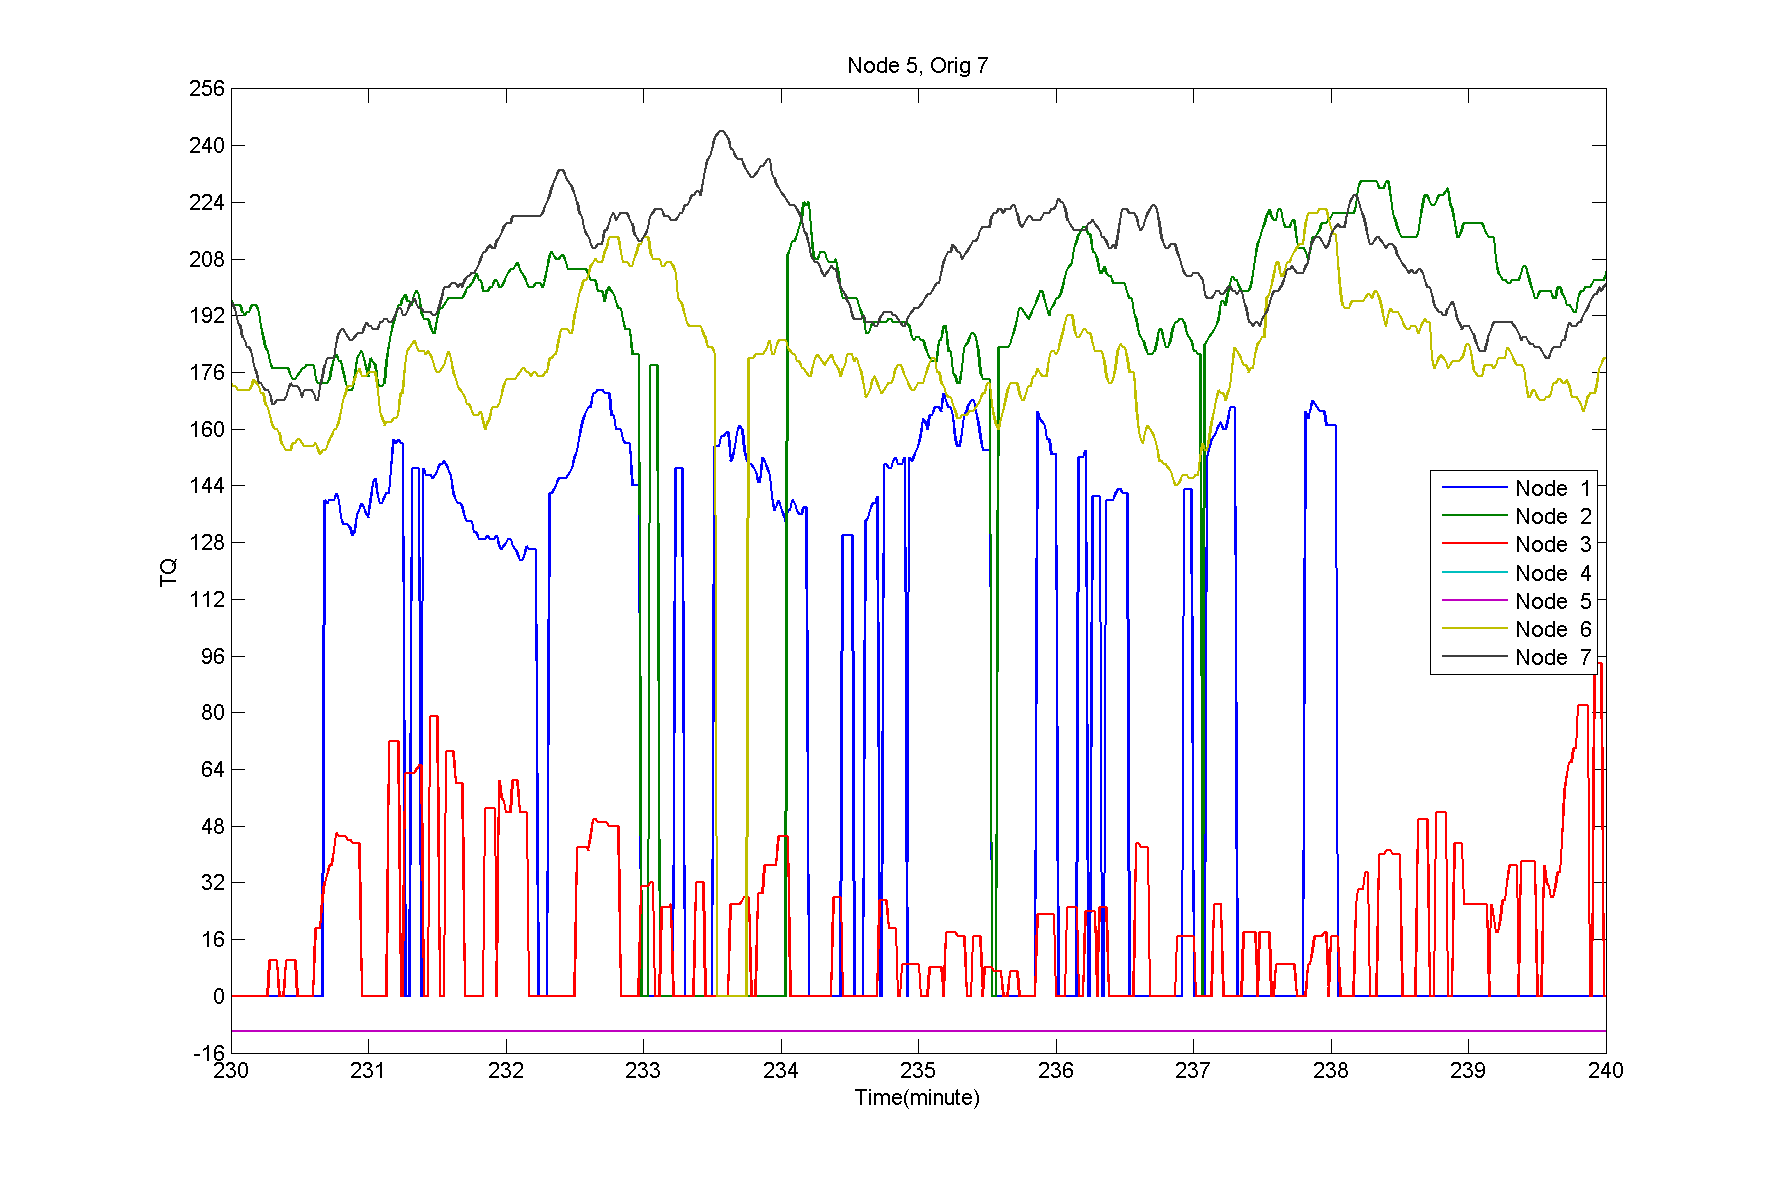 Node 5, Orig 7
256
240
224
208
192
176
160
144
128
112
96
80
64
48
32
16
0
-16
TQ
Node 1
Node 2
Node 3
Node 4
Node 5
Node 6
Node 7
230 231 232 233 234 235 236 237 238 239 240
Time(minute)